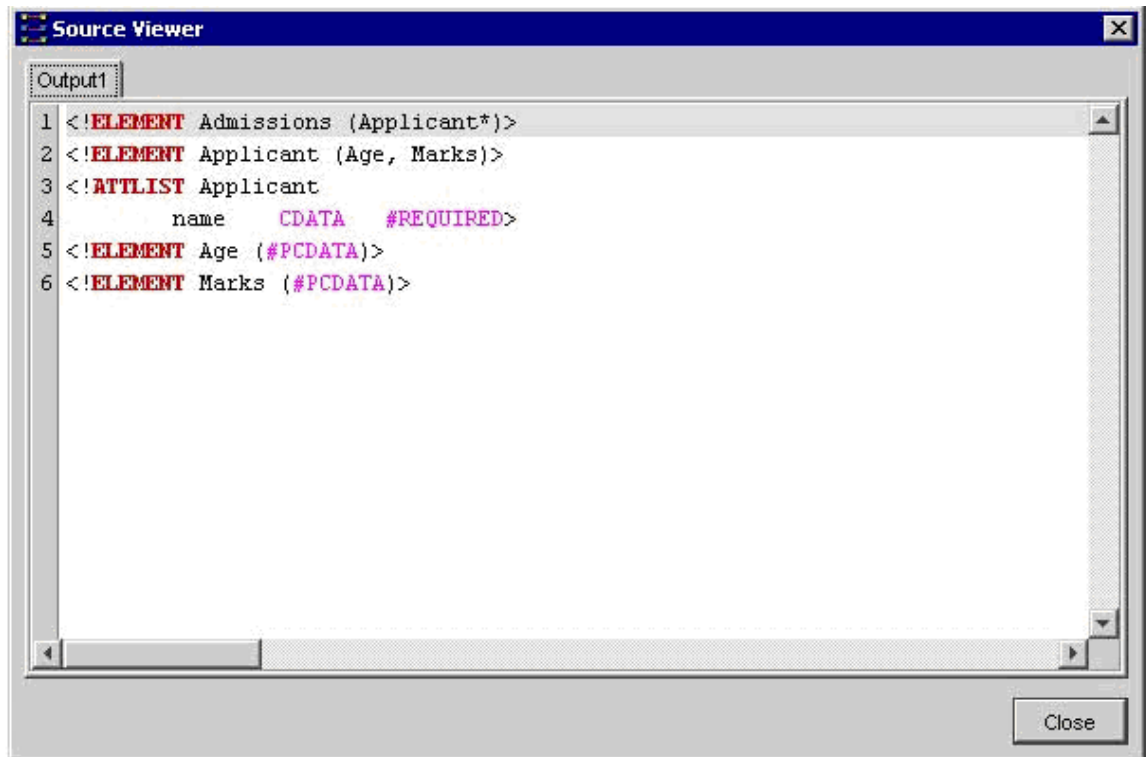 Source Viewer
Output1
1 <!ELEMENT Admissions (Applicant*)>
2 <!ELEMENT Applicant (Age, Marks)>
3 <!ATTLIST Applicant
4 name CDATA #REQUIRED>
5 <!ELEMENT Age (#PCDATA)>
6 <!ELEMENT Marks (#PCDATA)>
Close